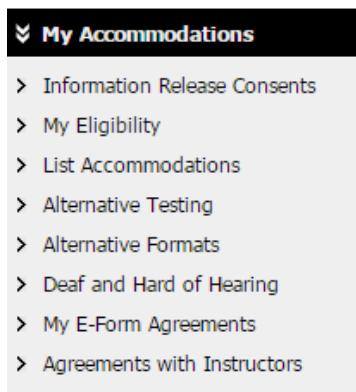 My Accommodations
Information Release Consents
My Eligibility
List Accommodations
Alternative Testing
Alternative Formats
Deaf and Hard of Hearing
My E-Form Agreements
Agreements with Instructors